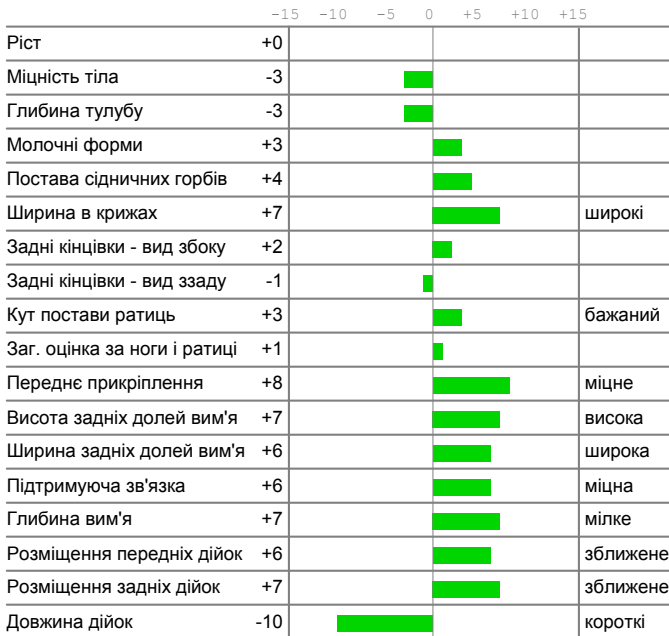 -15 -10 -5 0 +5 +10 +15
Ріст +0
Міцність тіла -3
Глибина тулубу -3
Молочні форми +3
Постава сідничних горбів +4
Ширина в крижах +7 широкі
Задні кінцівки - вид збоку +2
Задні кінцівки - вид ззаду -1
Кут постави ратиць +3 бажаний
Заг. оцінка за ноги і ратиці +1
Переднє прикріплення +8 міцне
Висота задніх долей вим'я +7 висока
Ширина задніх долей вим'я +6 широка
Підтримуюча зв'язка +6 міцна
Глибина вим'я +7 мілке
Розміщення передніх дійок +6 зближене
Розміщення задніх дійок +7 зближене
Довжина дійок -10 короткі